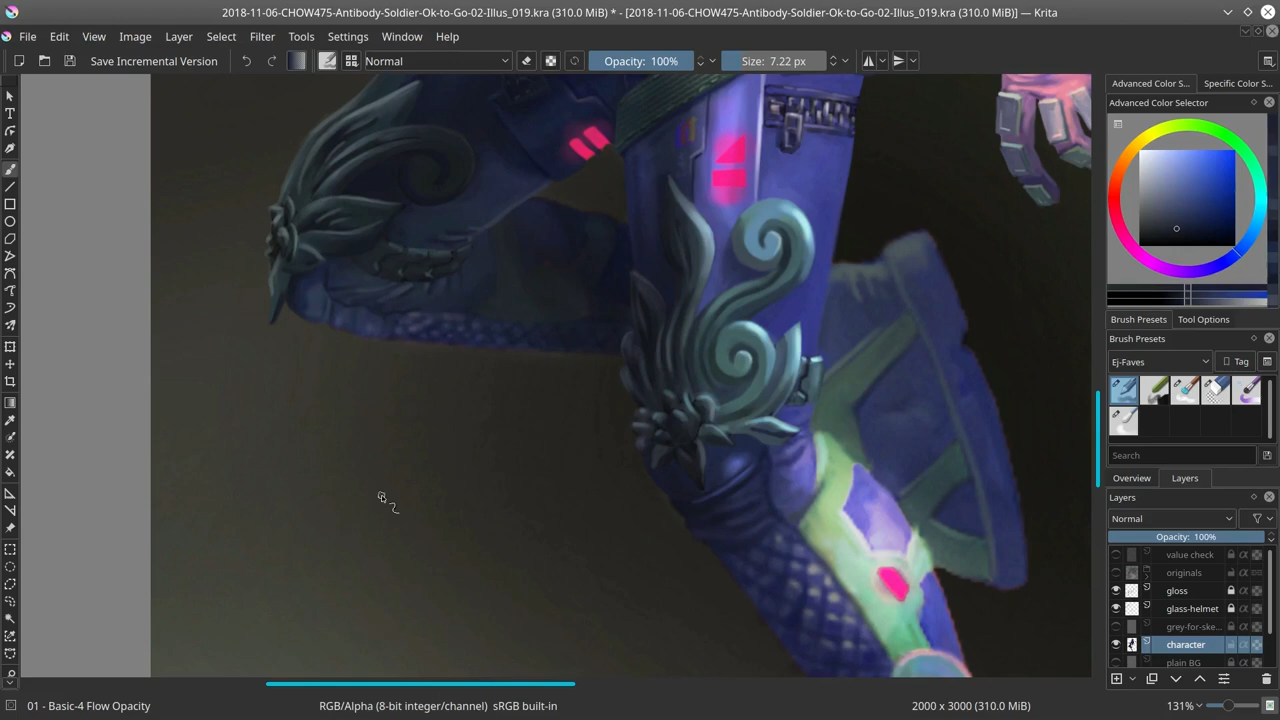 2018-11-06-CHOW475-Antibody-Soldier-Ok-to-Go-02-Illus_019.kra (310.0 MiB) * - [2018-11-06-CHOW475-Antibody-Soldier-Ok-to-Go-02-Illus_019.kra (310.0 MiB)] — Krita
File Edit View Image Layer Select Filter Tools Settings Window Help
Save Incremental Version Normal Opacity: 100% Size: 7.22 px
Advanced Color S... Specific Color S...
Advanced Color Selector
Brush Presets Tool Options
Brush Presets
Ej-Faves Tag
Search
Overview Layers
Layers
Normal
Opacity: 100%
value check
originals
gloss
glass-helmet
grey-for-ske...
character
plain BG
01 - Basic-4 Flow Opacity RGB/Alpha (8-bit integer/channel) sRGB built-in 2000 x 3000 (310.0 MiB) 131%